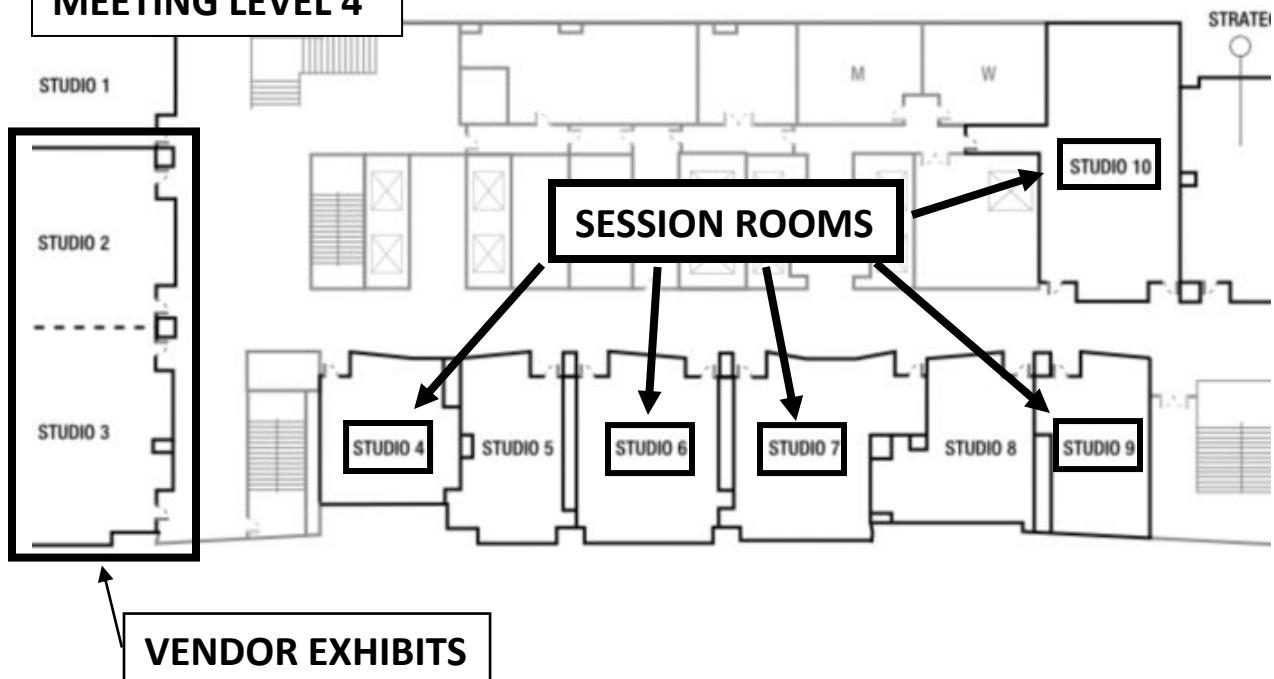 MEETING LEVEL 4
STUDIO 1
M
W
STUDIO 10
STUDIO 2
SESSION ROOMS
STUDIO 3
STUDIO 4
STUDIO 5
STUDIO 6
STUDIO 7
STUDIO 8
STUDIO 9
VENDOR EXHIBITS